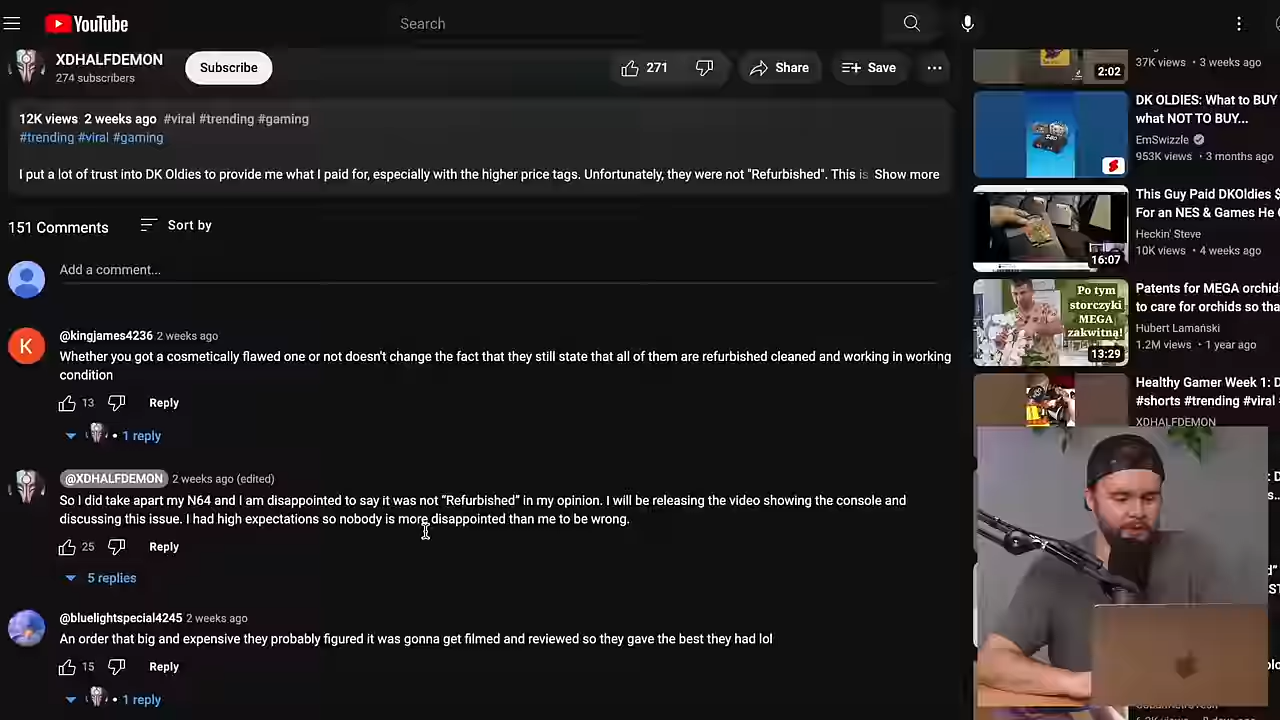 YouTube
Search
XDHALFDEMON
274 subscribers
Subscribe
271
Share
Save
12K views 2 weeks ago #viral #trending #gaming
#trending #viral #gaming
I put a lot of trust into DK Oldies to provide me what I paid for, especially with the higher price tags. Unfortunately, they were not "Refurbished". This is Show more
151 Comments
Sort by
Add a comment...
K
@kingjames4236 2 weeks ago
Whether you got a cosmetically flawed one or not doesn't change the fact that they still state that all of them are refurbished cleaned and working in working
condition
13
Reply
1 reply
@XDHALFDEMON 2 weeks ago (edited)
So I did take apart my N64 and I am disappointed to say it was not “Refurbished” in my opinion. I will be releasing the video showing the console and
discussing this issue. I had high expectations so nobody is more disappointed than me to be wrong.
25
Reply
5 replies
@bluelightspecial4245 2 weeks ago
An order that big and expensive they probably figured it was gonna get filmed and reviewed so they gave the best they had lol
15
Reply
1 reply
2:02
37K views • 3 weeks ago
DK OLDIES: What to BUY
what NOT TO BUY...
EmSwizzle
953K views • 3 months ago
16:07
This Guy Paid DKOldies $
For an NES & Games He
Heckin' Steve
10K views • 4 weeks ago
Po tym
storczyki
MEGA
zakwitną!
13:29
Patents for MEGA orchids
to care for orchids so tha
Hubert Lamański
1.2M views • 1 year ago
Healthy Gamer Week 1: D
#shorts #trending #viral
XDHALFDEMON